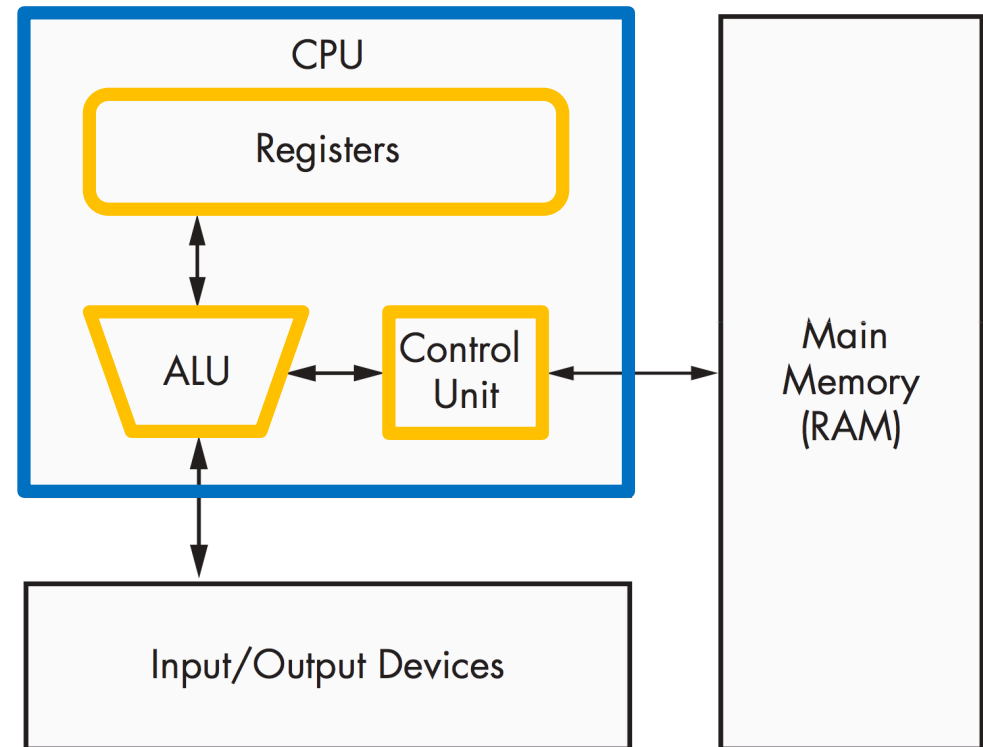 CPU
Registers
ALU
Control
Unit
Main
Memory
(RAM)
Input/Output Devices